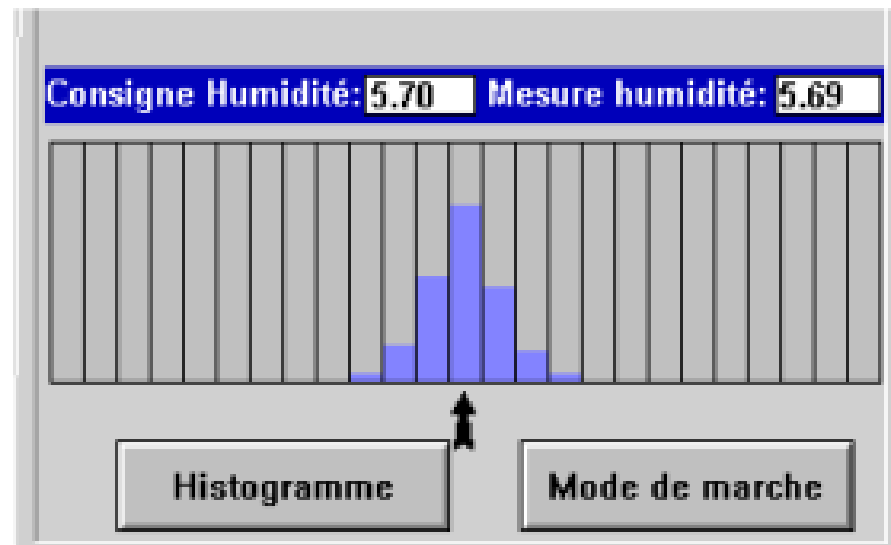 Consigne Humidité: 5.70 Mesure humidité: 5.69
Histogramme Mode de marche